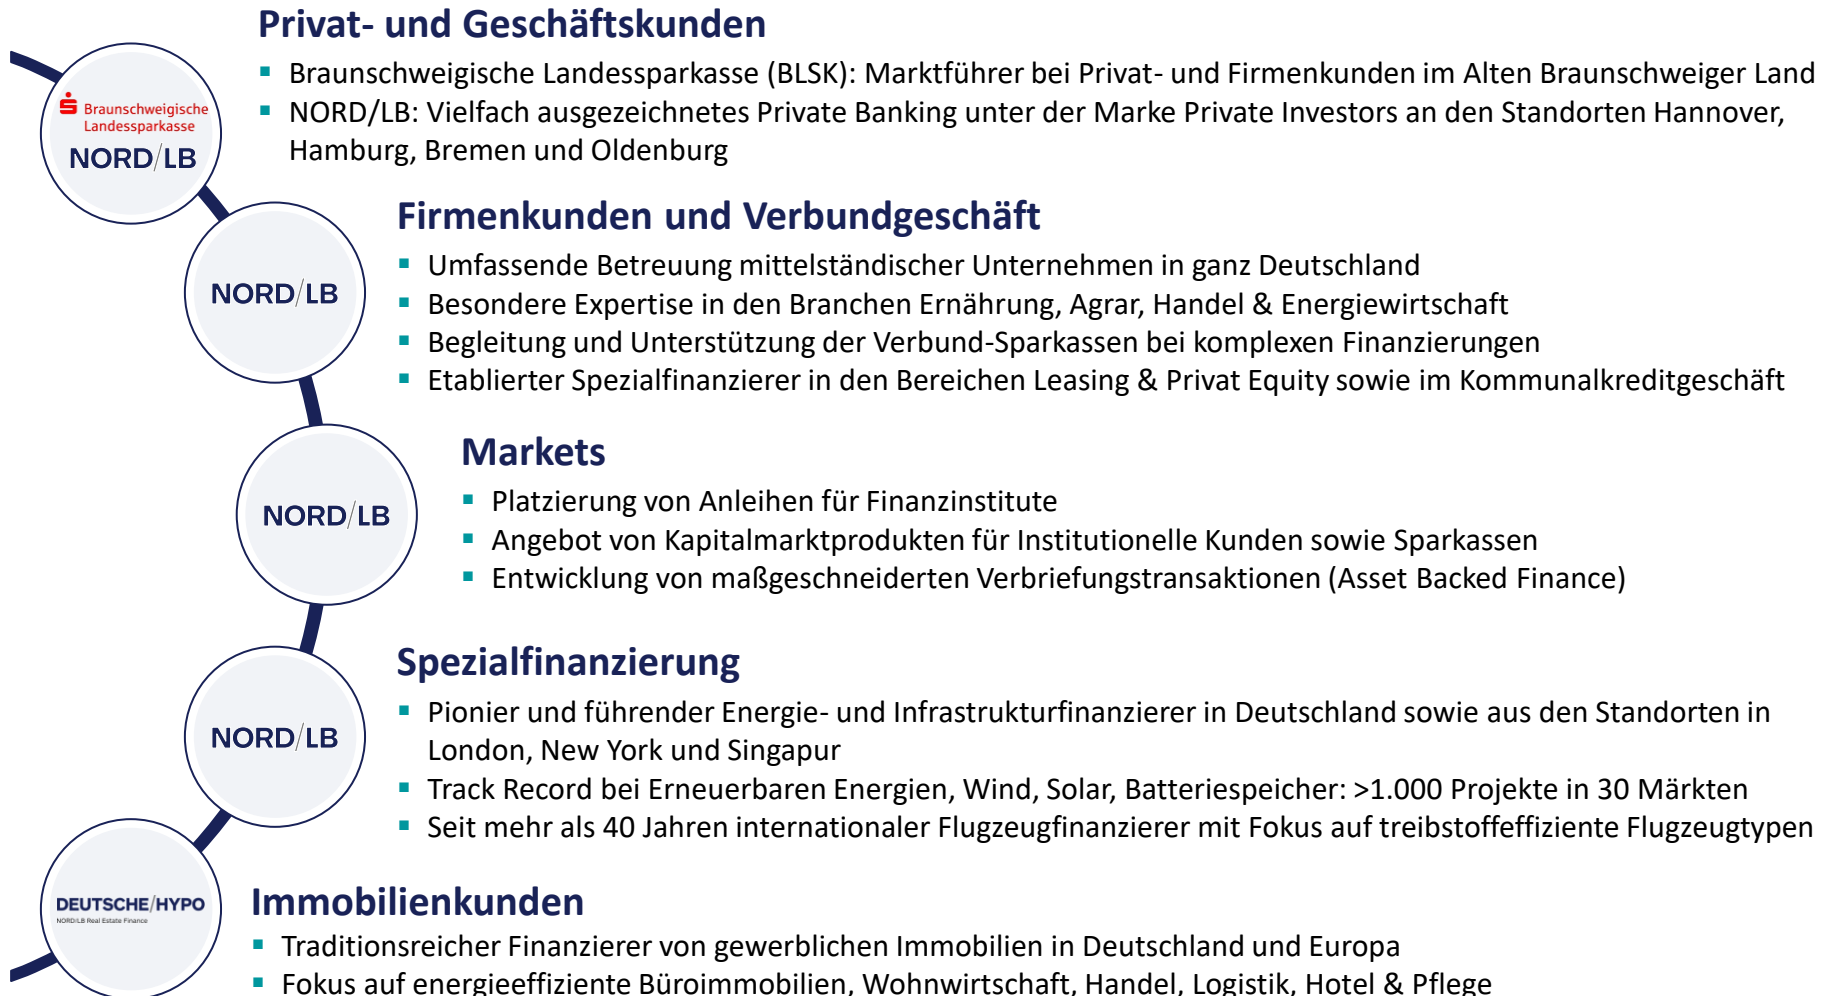 Privat- und Geschäftskunden
▪ Braunschweigische Landessparkasse (BLSK): Marktführer bei Privat- und Firmenkunden im Alten Braunschweiger Land
▪ NORD/LB: Vielfach ausgezeichnetes Private Banking unter der Marke Private Investors an den Standorten Hannover,
Hamburg, Bremen und Oldenburg
Braunschweigische
Landessparkasse
NORD/LB
Firmenkunden und Verbundgeschäft
▪ Umfassende Betreuung mittelständischer Unternehmen in ganz Deutschland
▪ Besondere Expertise in den Branchen Ernährung, Agrar, Handel & Energiewirtschaft
▪ Begleitung und Unterstützung der Verbund-Sparkassen bei komplexen Finanzierungen
▪ Etablierter Spezialfinanzierer in den Bereichen Leasing & Privat Equity sowie im Kommunalkreditgeschäft
NORD/LB
Markets
▪ Platzierung von Anleihen für Finanzinstitute
▪ Angebot von Kapitalmarktprodukten für Institutionelle Kunden sowie Sparkassen
▪ Entwicklung von maßgeschneiderten Verbriefungstransaktionen (Asset Backed Finance)
NORD/LB
Spezialfinanzierung
▪ Pionier und führender Energie- und Infrastrukturfinanzierer in Deutschland sowie aus den Standorten in
London, New York und Singapur
▪ Track Record bei Erneuerbaren Energien, Wind, Solar, Batteriespeicher: >1.000 Projekte in 30 Märkten
▪ Seit mehr als 40 Jahren internationaler Flugzeugfinanzierer mit Fokus auf treibstoffeffiziente Flugzeugtypen
NORD/LB
Immobilienkunden
▪ Traditionsreicher Finanzierer von gewerblichen Immobilien in Deutschland und Europa
▪ Fokus auf energieeffiziente Büroimmobilien, Wohnwirtschaft, Handel, Logistik, Hotel & Pflege
DEUTSCHE/HYPO
NORD/LB Real Estate Finance